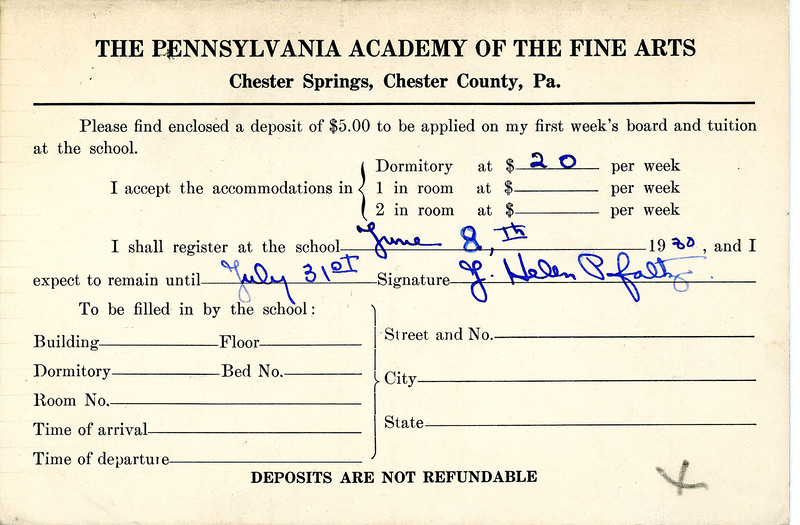 THE PENNSYLVANIA ACADEMY OF THE FINE ARTS
Chester Springs, Chester County, Pa.
Please find enclosed a deposit of $5.00 to be applied on my first week's board and tuition
at the school.
Dormitory at $ 20 per week
I accept the accommodations in { 1 in room at $ per week
2 in room at $ per week
I shall register at the school June 8, Th 1930, and I
expect to remain until July 31st Signature J. Helen Pfaltz.
To be filled in by the school:
Building Floor Street and No.
Dormitory Bed No. City
Room No.
Time of arrival State
Time of departure
DEPOSITS ARE NOT REFUNDABLE